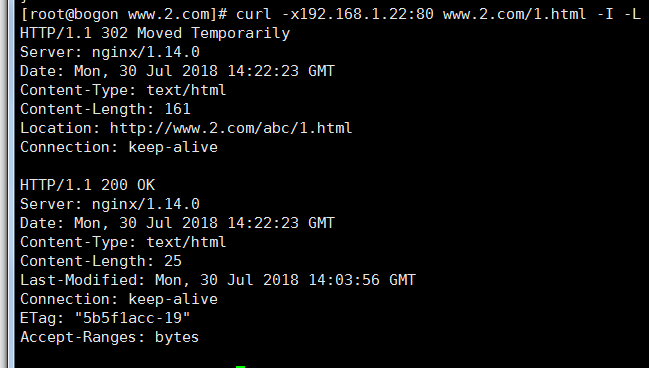 [root@bogon www.2.com]# curl -x192.168.1.22:80 www.2.com/1.html -I -L
HTTP/1.1 302 Moved Temporarily
Server: nginx/1.14.0
Date: Mon, 30 Jul 2018 14:22:23 GMT
Content-Type: text/html
Content-Length: 161
Location: http://www.2.com/abc/1.html
Connection: keep-alive

HTTP/1.1 200 OK
Server: nginx/1.14.0
Date: Mon, 30 Jul 2018 14:22:23 GMT
Content-Type: text/html
Content-Length: 25
Last-Modified: Mon, 30 Jul 2018 14:03:56 GMT
Connection: keep-alive
ETag: "5b5f1acc-19"
Accept-Ranges: bytes